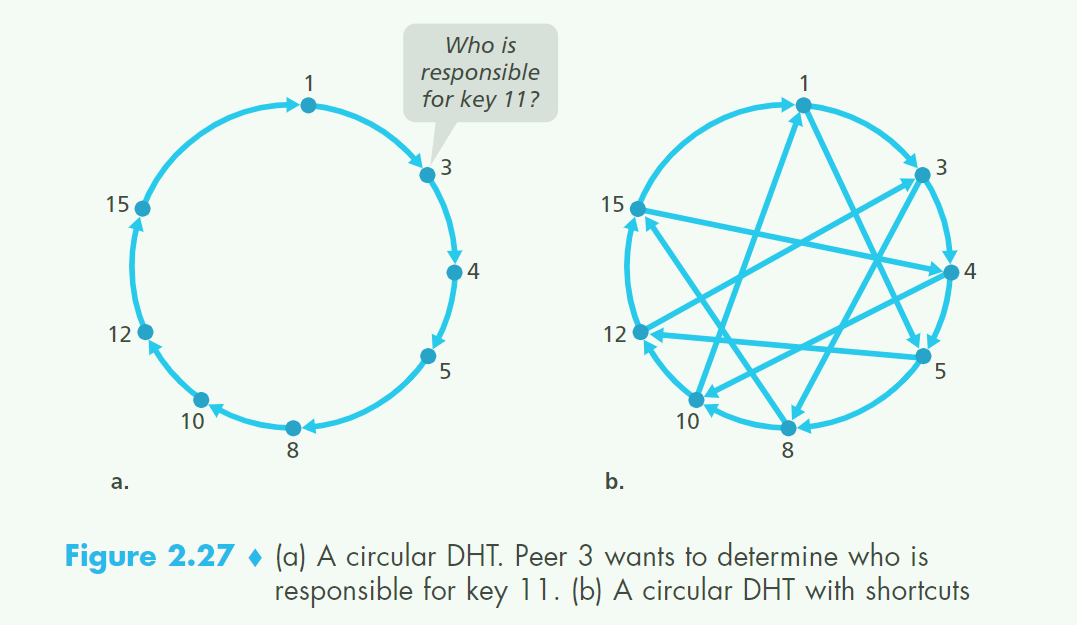 Who is
responsible
for key 11?
1
3
4
5
8
10
12
15
a.
1
3
4
5
8
10
12
15
b.
Figure 2.27 ♦ (a) A circular DHT. Peer 3 wants to determine who is
responsible for key 11. (b) A circular DHT with shortcuts